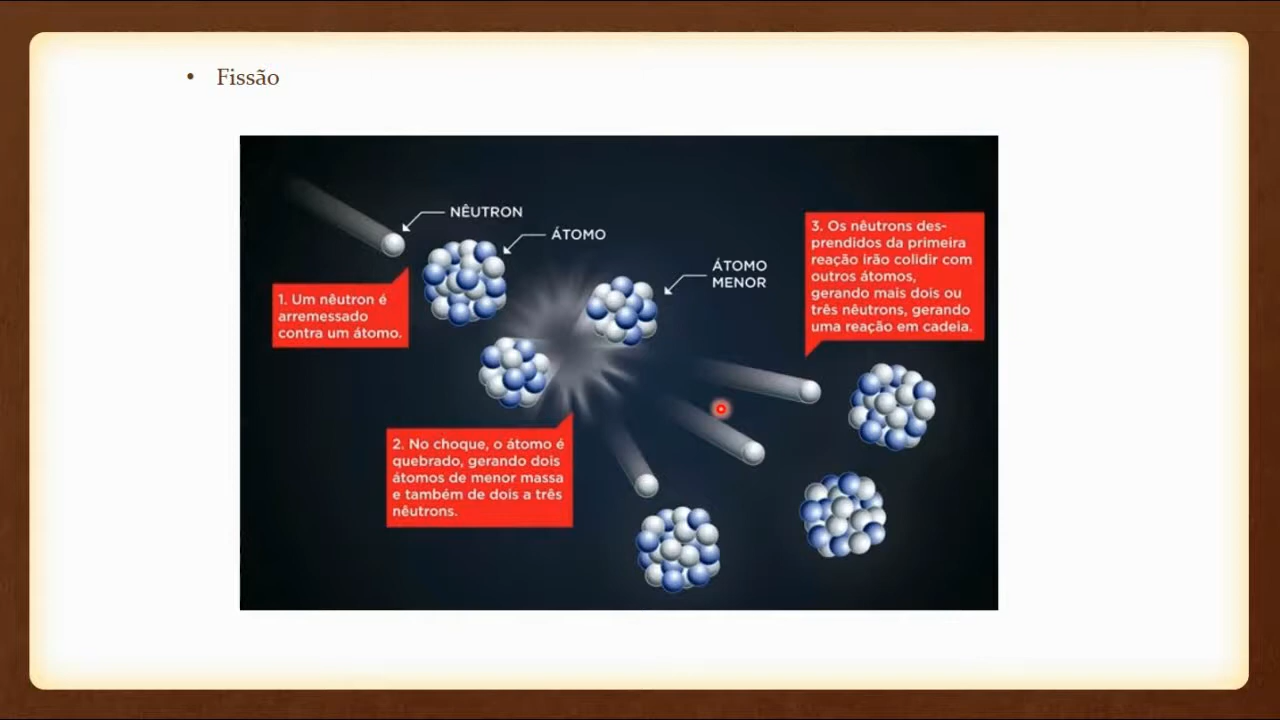 • Fissão
NÊUTRON
ÁTOMO
ÁTOMO
MENOR
1. Um nêutron é
arremessado
contra um átomo.
2. No choque, o átomo é
quebrado, gerando dois
átomos de menor massa
e também de dois a três
nêutrons.
3. Os nêutrons des-
prendidos da primeira
reação irão colidir com
outros átomos,
gerando mais dois ou
três nêutrons, gerando
uma reação em cadeia.